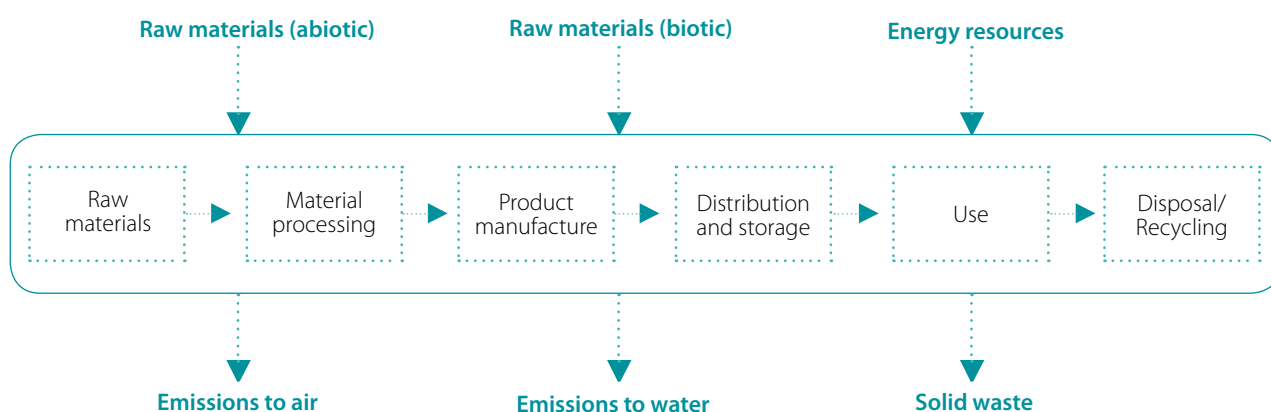 Raw materials (abiotic)
Raw materials (biotic)
Energy resources
Raw
materials
Material
processing
Product
manufacture
Distribution
and storage
Use
Disposal/
Recycling
Emissions to air
Emissions to water
Solid waste